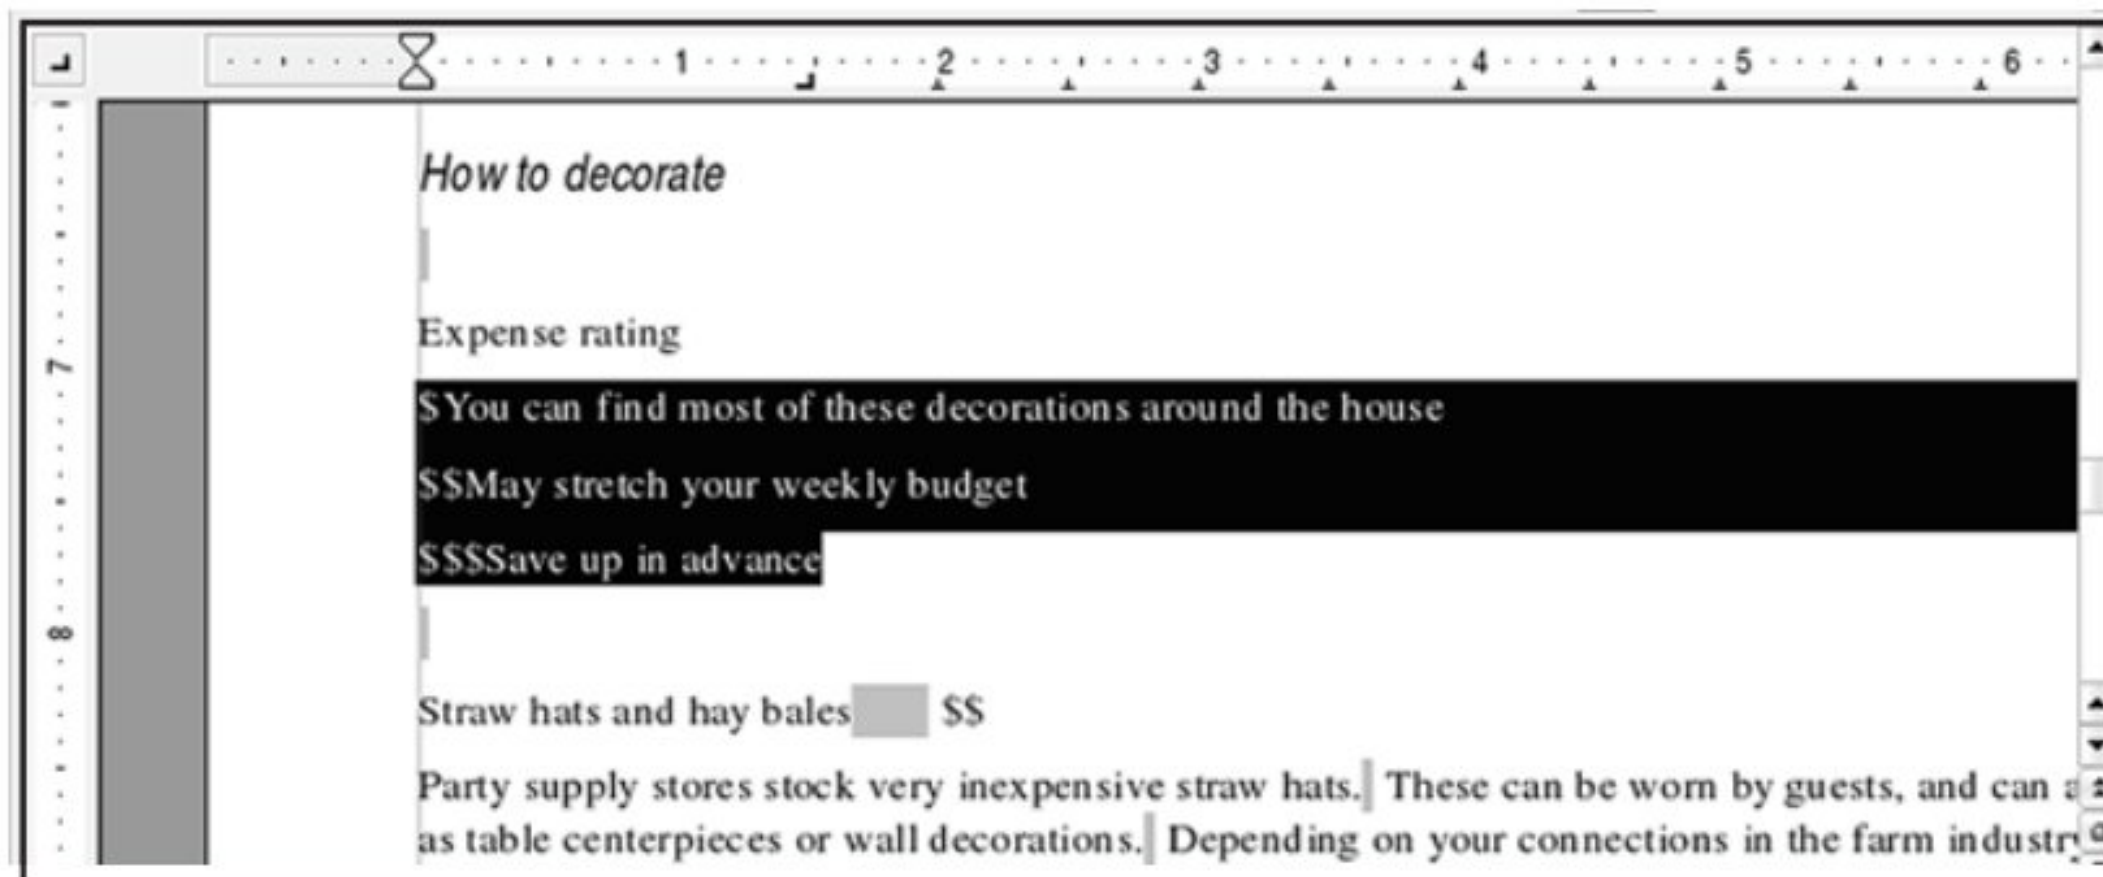 1 2 3 4 5 6
How to decorate
Expense rating
7
$You can find most of these decorations around the house
$$May stretch your weekly budget
$$$Save up in advance
8
Straw hats and hay bales $$
Party supply stores stock very inexpensive straw hats. These can be worn by guests, and can a
as table centerpieces or wall decorations. Depending on your connections in the farm industry